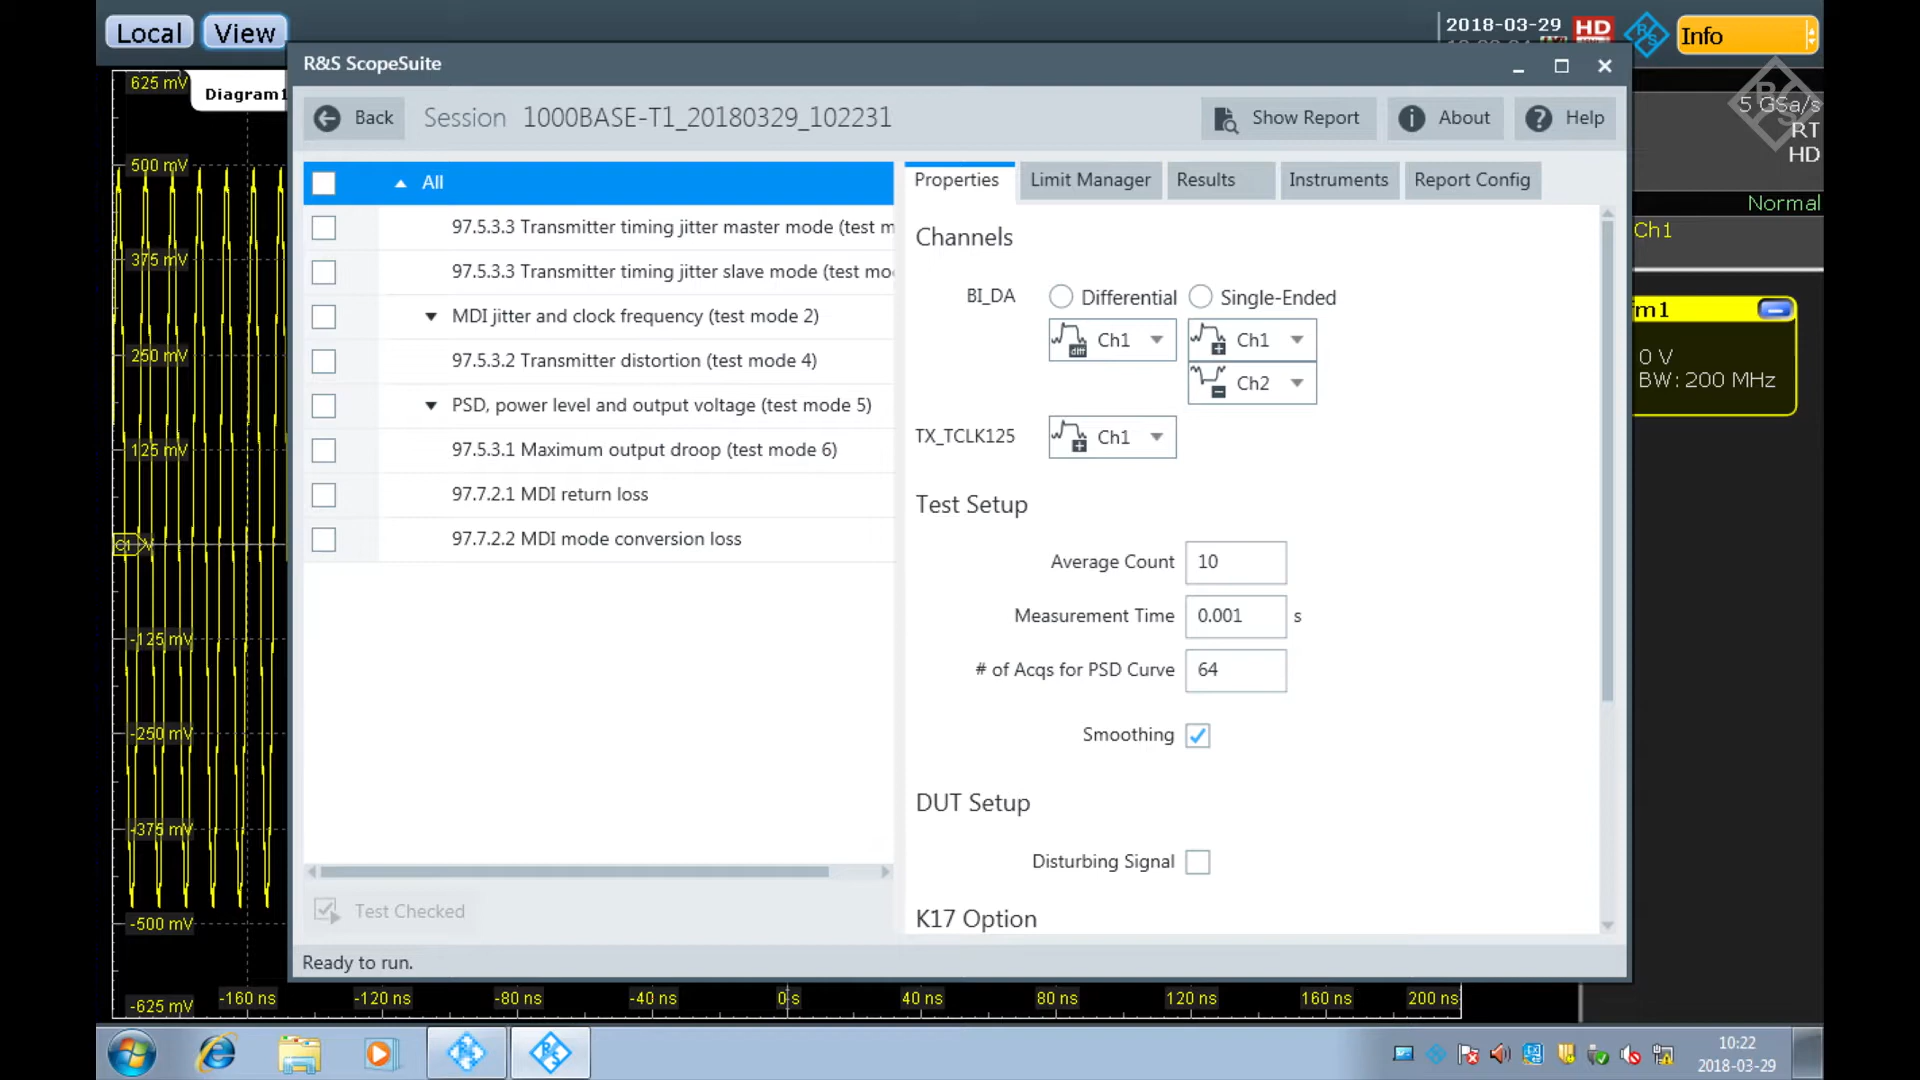 Local
View
2018-03-29
HD
Info
R&S ScopeSuite
625 mV
Diagram1
5 GSa/s
RT
HD
Back
Session 1000BASE-T1_20180329_102231
Show Report
About
Help
500 mV
All
Properties
Limit Manager
Results
Instruments
Report Config
Normal
Ch1
97.5.3.3 Transmitter timing jitter master mode (test m
Channels
375 mV
97.5.3.3 Transmitter timing jitter slave mode (test mo
BI_DA
Differential
Single-Ended
MDI jitter and clock frequency (test mode 2)
m1
Ch1
Ch1
250 mV
97.5.3.2 Transmitter distortion (test mode 4)
0 V
BW: 200 MHz
Ch2
PSD, power level and output voltage (test mode 5)
TX_TCLK125
Ch1
125 mV
97.5.3.1 Maximum output droop (test mode 6)
97.7.2.1 MDI return loss
Test Setup
C1
V
97.7.2.2 MDI mode conversion loss
Average Count
10
Measurement Time
0.001
s
-125 mV
# of Acqs for PSD Curve
64
-250 mV
Smoothing
DUT Setup
-375 mV
Disturbing Signal
-500 mV
Test Checked
K17 Option
Ready to run.
-625 mV
-160 ns
-120 ns
-80 ns
-40 ns
0 s
40 ns
80 ns
120 ns
160 ns
200 ns
10:22
2018-03-29